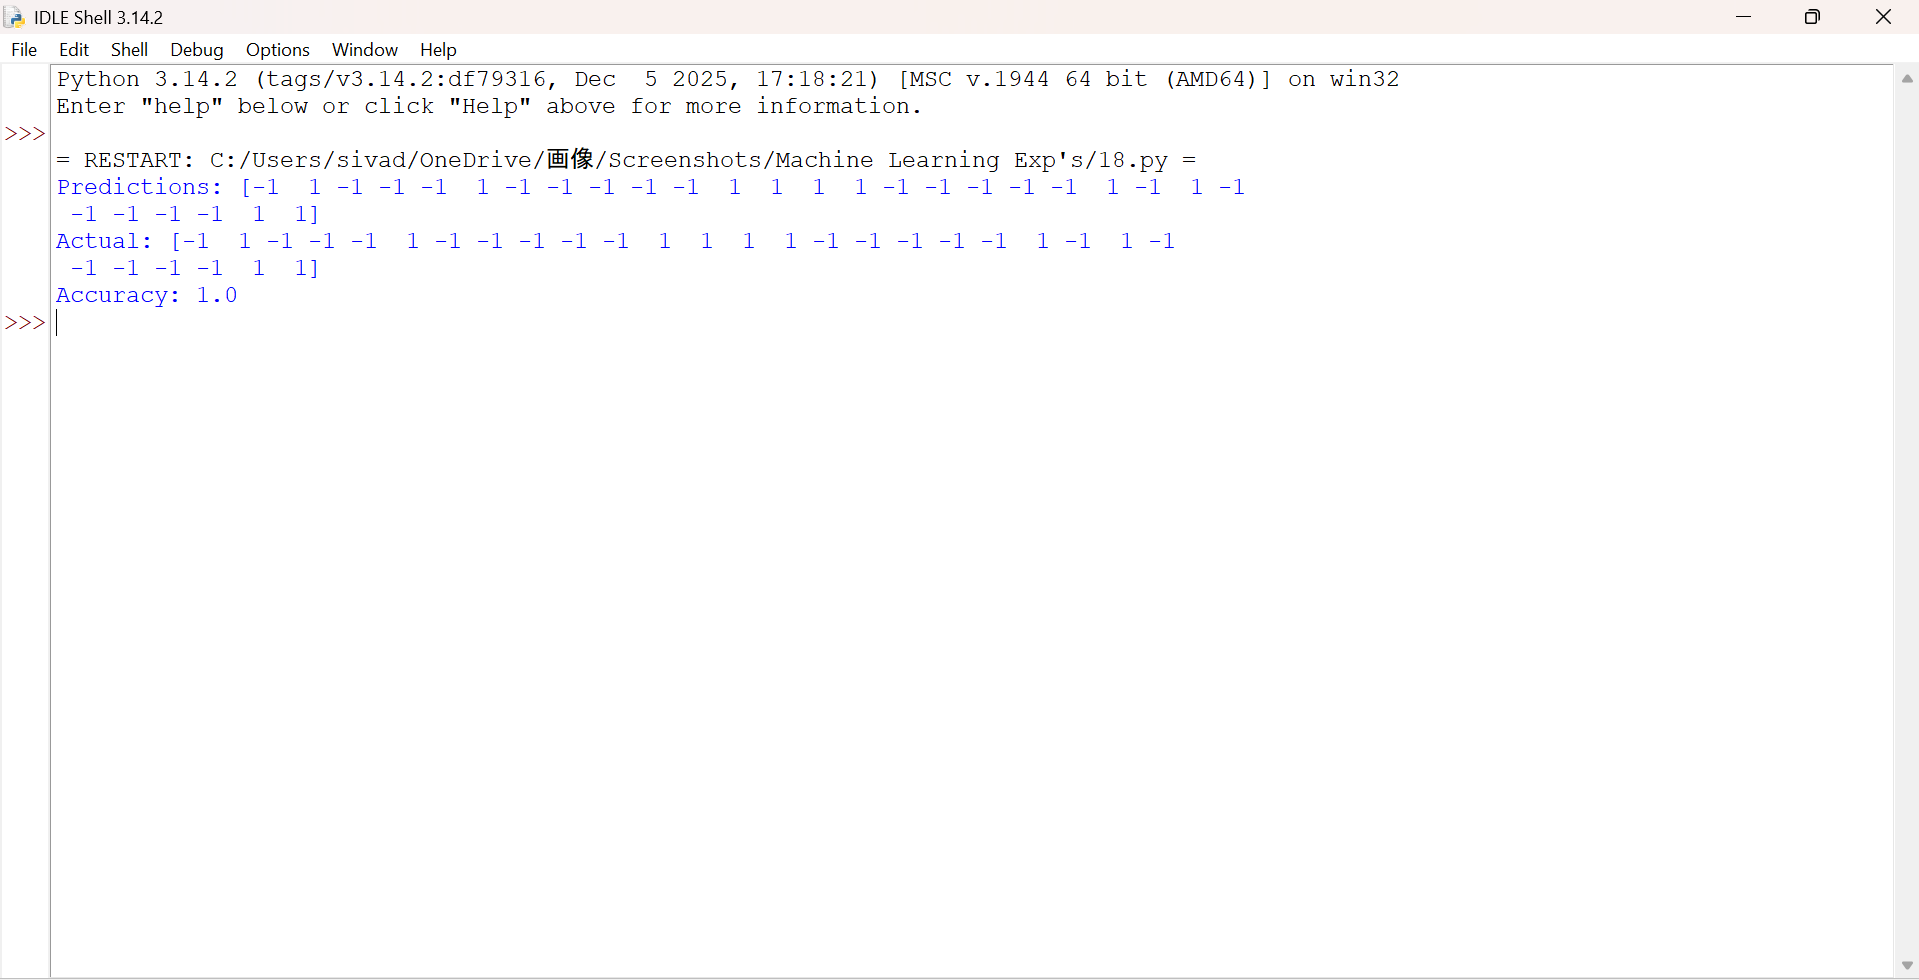 IDLE Shell 3.14.2
File Edit Shell Debug Options Window Help
Python 3.14.2 (tags/v3.14.2:df79316, Dec  5 2025, 17:18:21) [MSC v.1944 64 bit (AMD64)] on win32
Enter "help" below or click "Help" above for more information.
>>>
= RESTART: C:/Users/sivad/OneDrive/画像/Screenshots/Machine Learning Exp's/18.py =
Predictions: [-1  1 -1 -1 -1  1 -1 -1 -1 -1 -1  1  1  1  1 -1 -1 -1 -1 -1  1 -1  1 -1
 -1 -1 -1 -1  1  1]
Actual: [-1  1 -1 -1 -1  1 -1 -1 -1 -1 -1  1  1  1  1 -1 -1 -1 -1 -1  1 -1  1 -1
 -1 -1 -1 -1  1  1]
Accuracy: 1.0
>>>